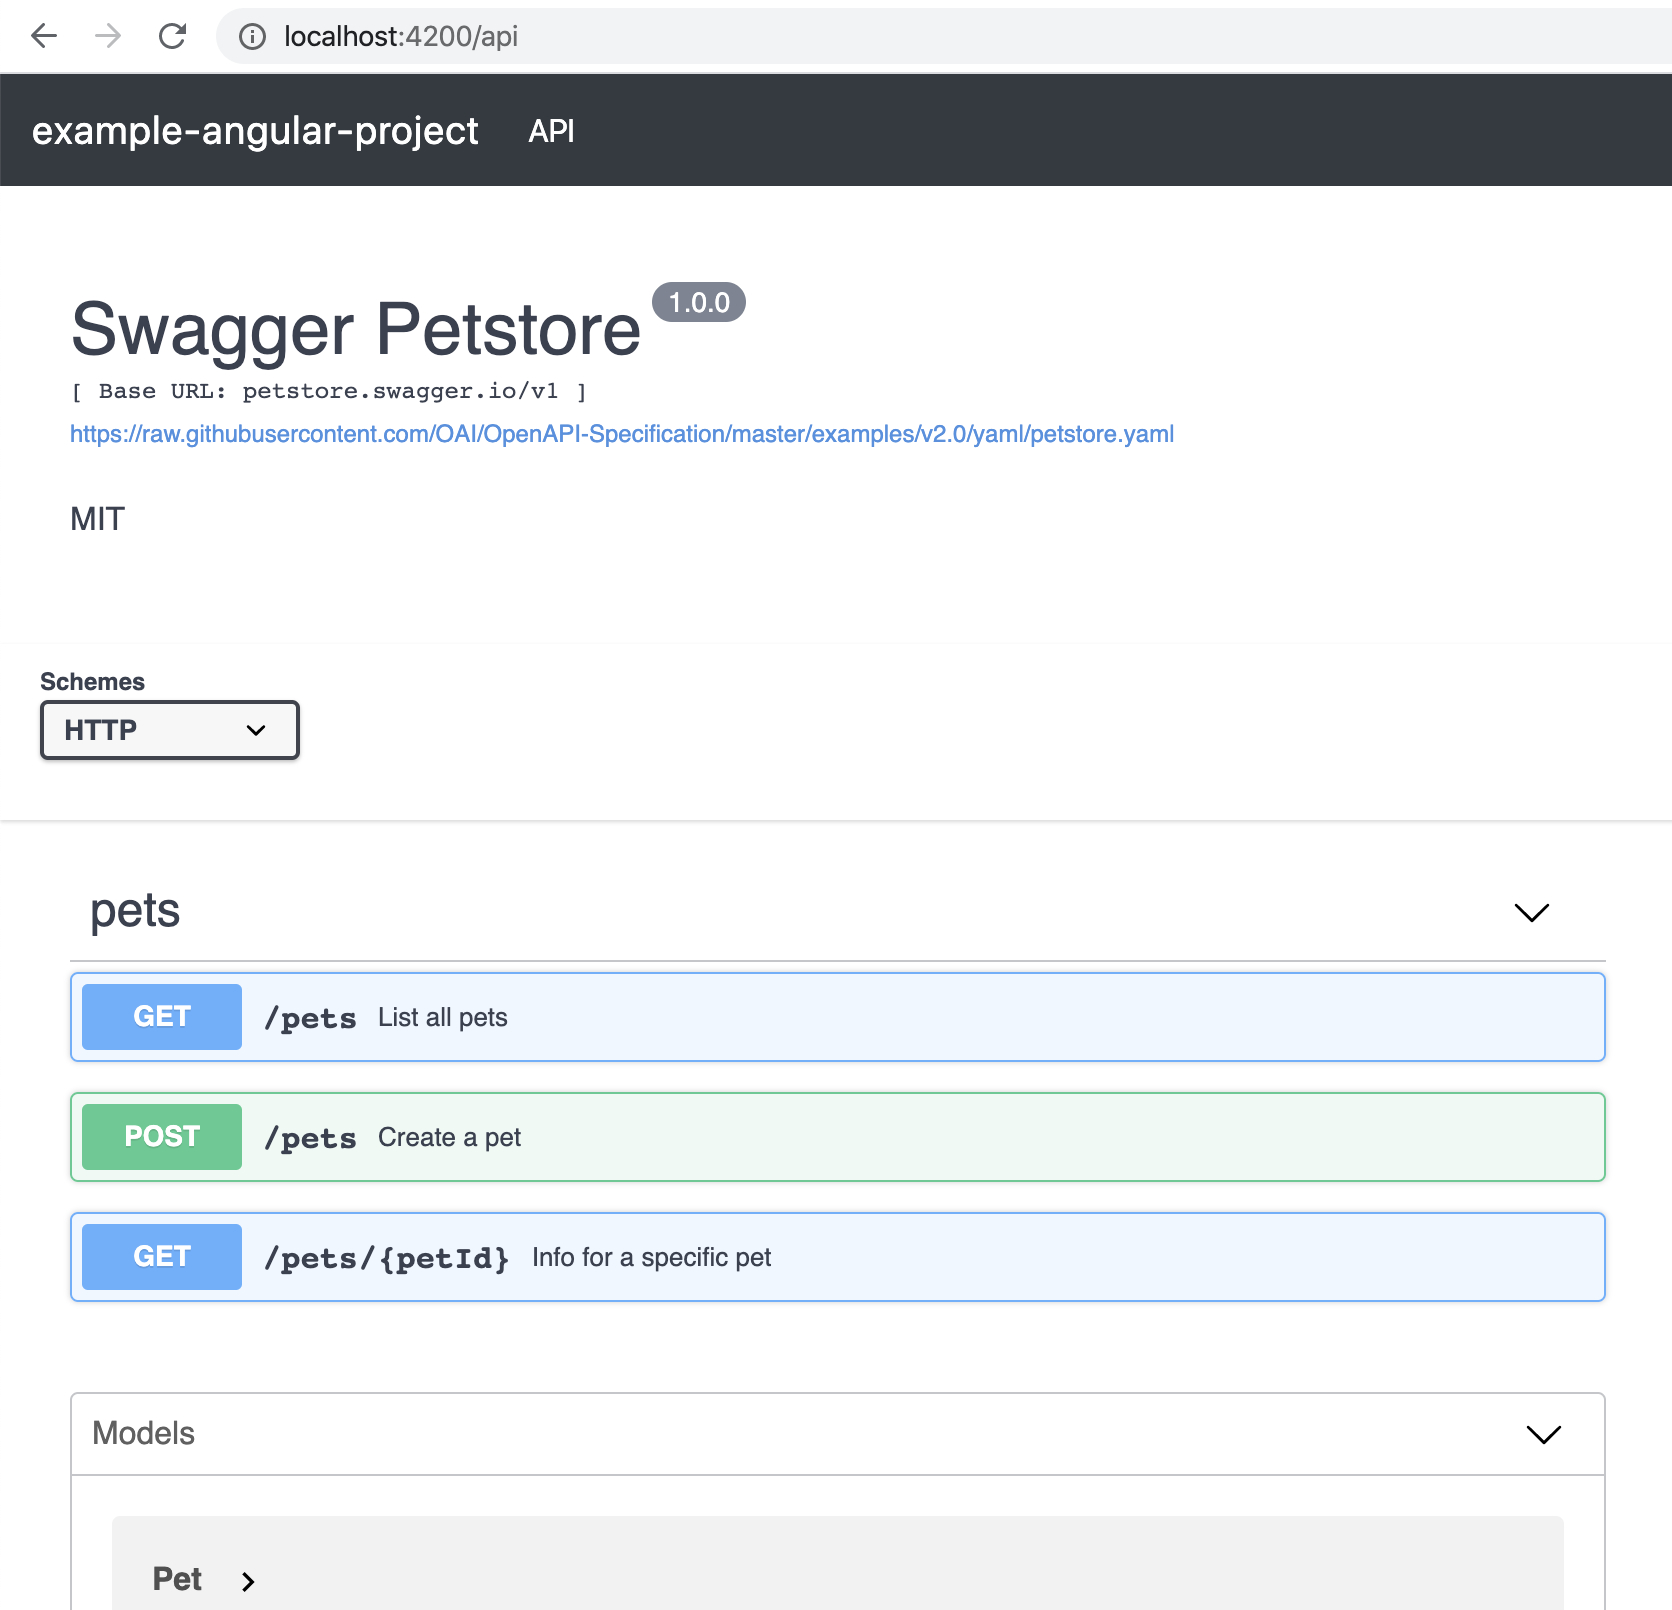 localhost:4200/api
example-angular-project API
Swagger Petstore 1.0.0
[ Base URL: petstore.swagger.io/v1 ]
https://raw.githubusercontent.com/OAI/OpenAPI-Specification/master/examples/v2.0/yaml/petstore.yaml
MIT
Schemes
HTTP
pets
GET /pets List all pets
POST /pets Create a pet
GET /pets/{petId} Info for a specific pet
Models
Pet